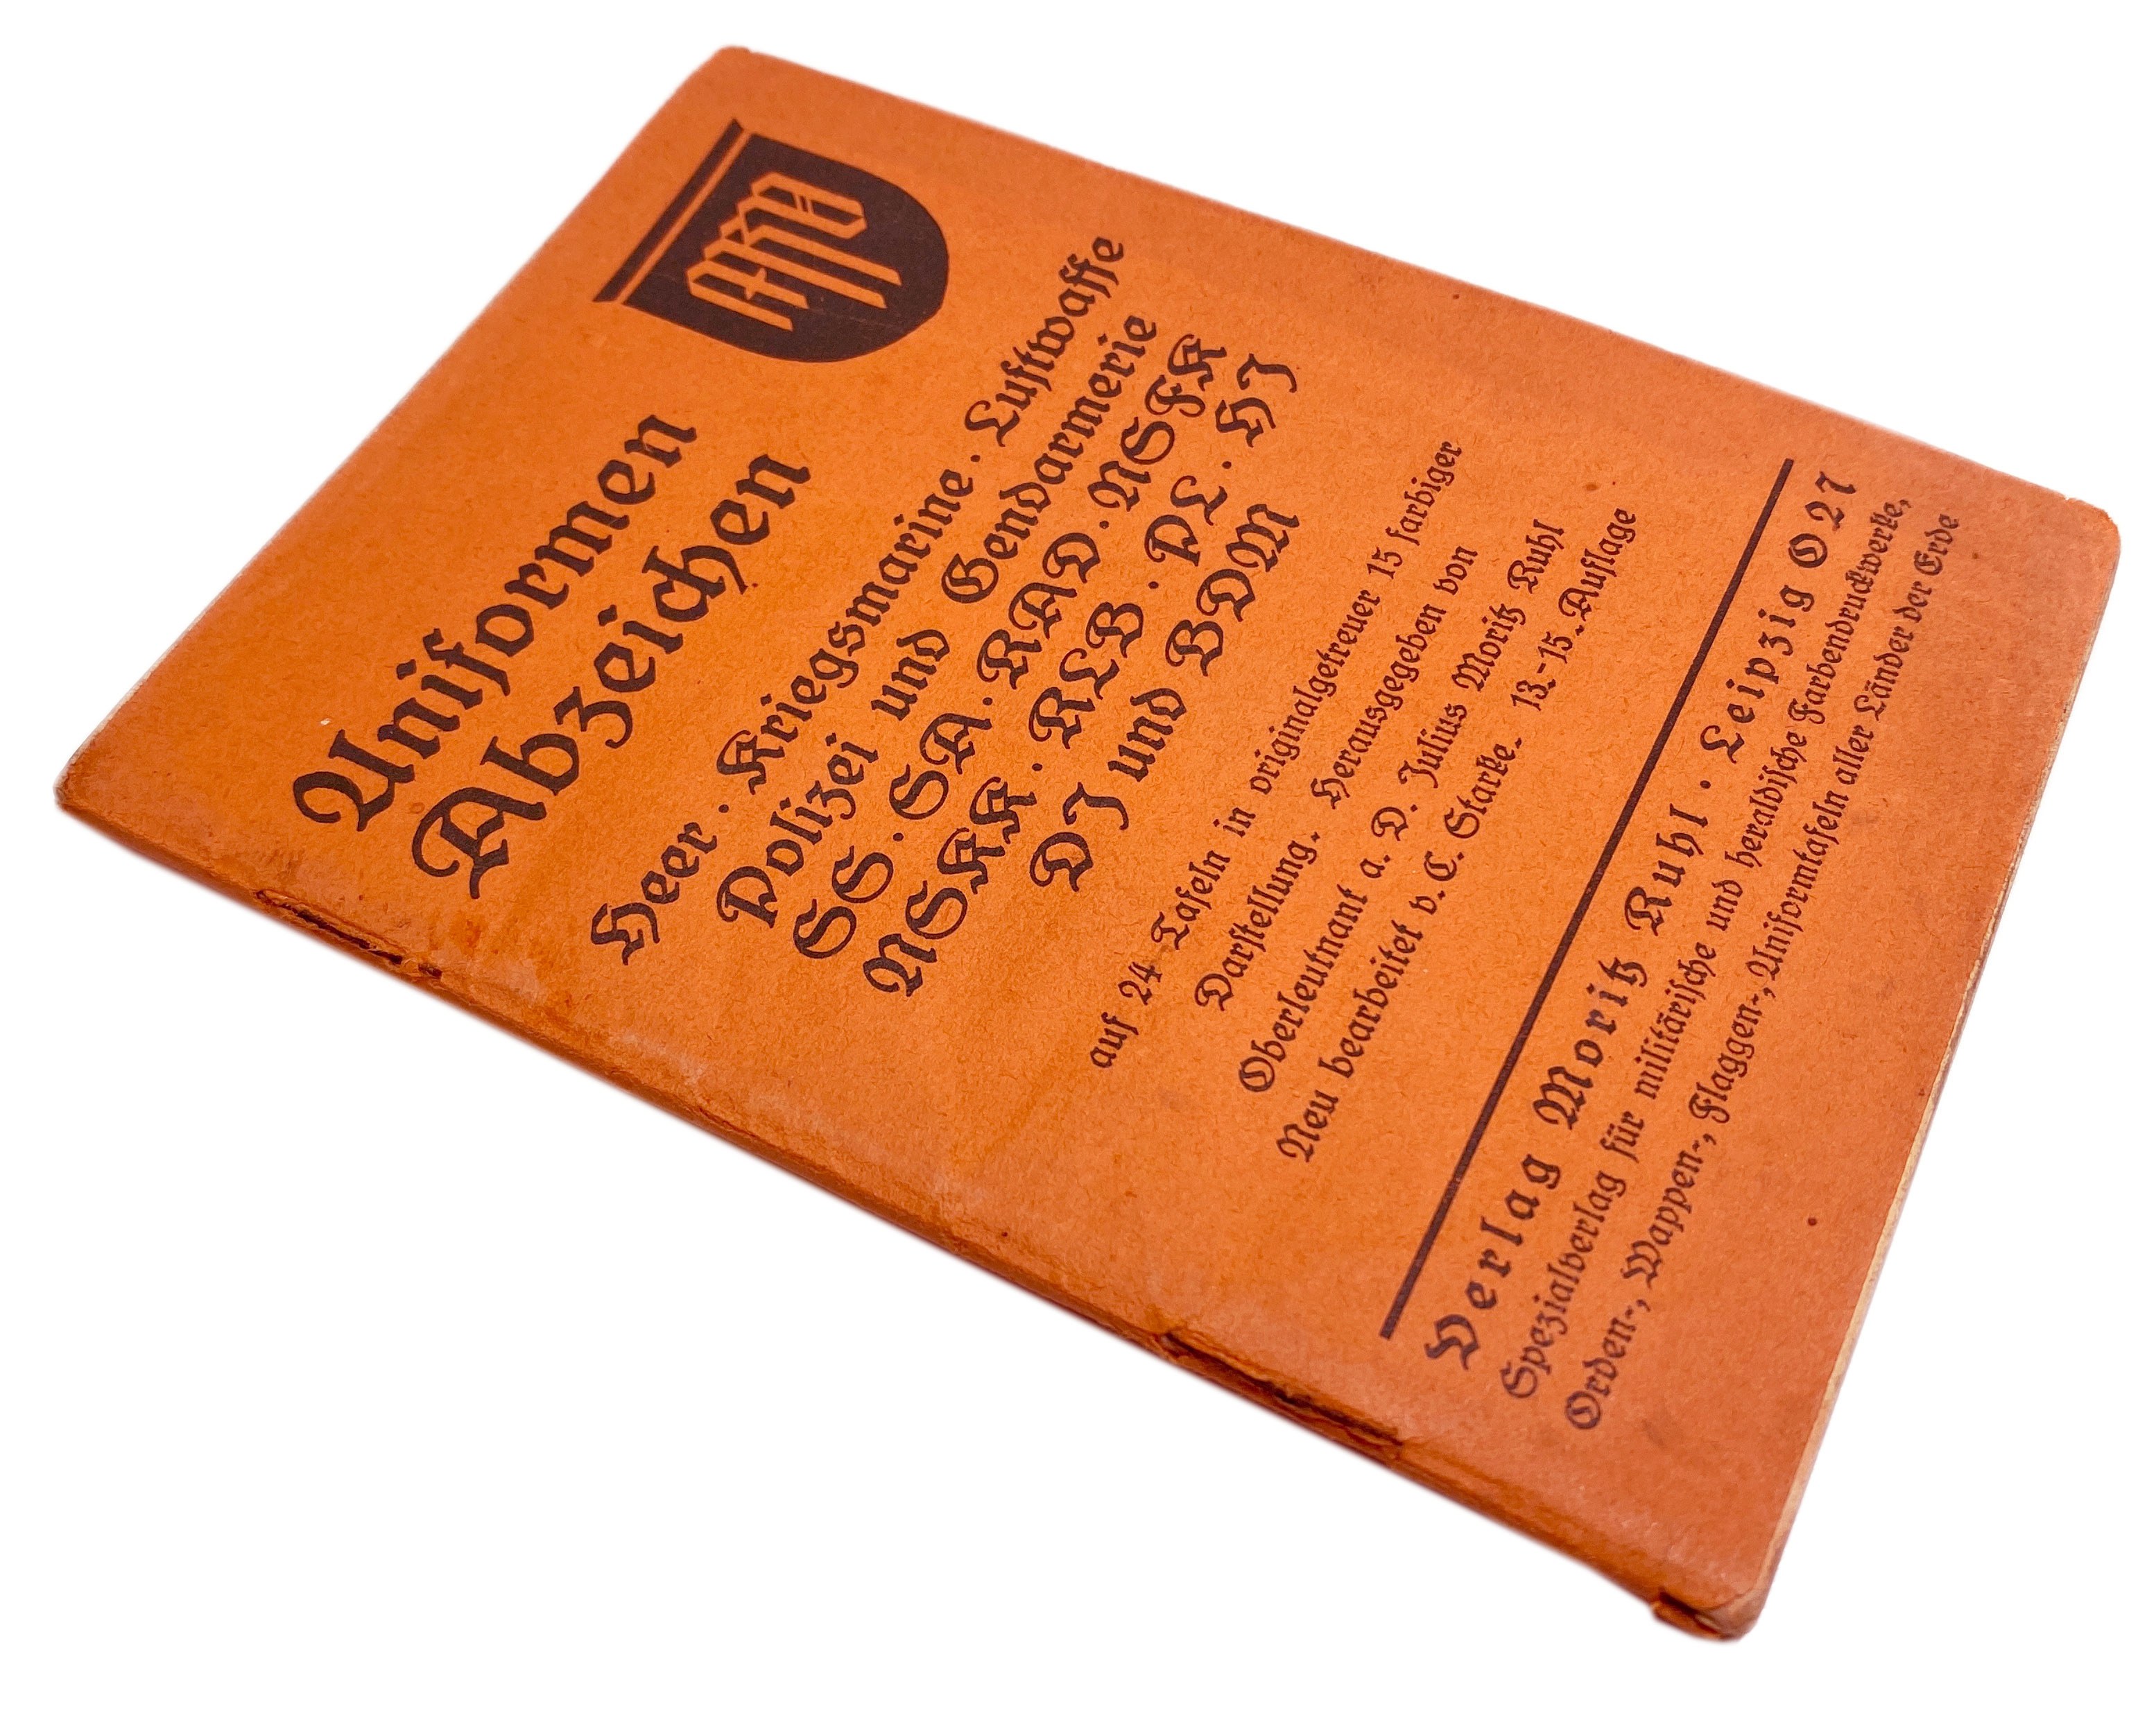 MRV
Uniformen
Abzeichen
Heer · Kriegsmarine · Luftwaffe
Polizei und Gendarmerie
SS · SA · RAD · NSFK
NSKK · RLB · PL · HJ
DJ und BDM
auf 24 Tafeln in originalgetreuer 15 farbiger
Darstellung. Herausgegeben von
Oberleutnant a. D. Julius Moritz Ruhl
Neu bearbeitet v. C. Starke. 13.-15. Auflage
Verlag Moritz Ruhl · Leipzig O 27
Spezialverlag für militärische und heraldische Farbendruckwerke,
Orden-, Wappen-, Flaggen-, Uniformtafeln aller Länder der Erde